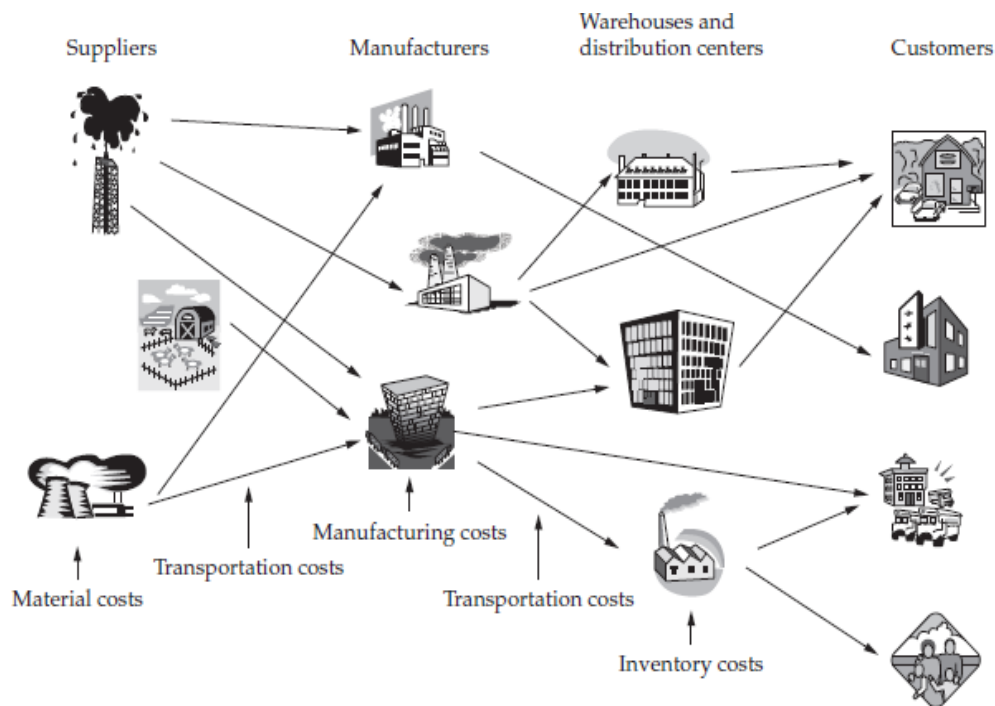 Suppliers
Manufacturers
Warehouses and
distribution centers
Customers
Material costs
Transportation costs
Manufacturing costs
Transportation costs
Inventory costs